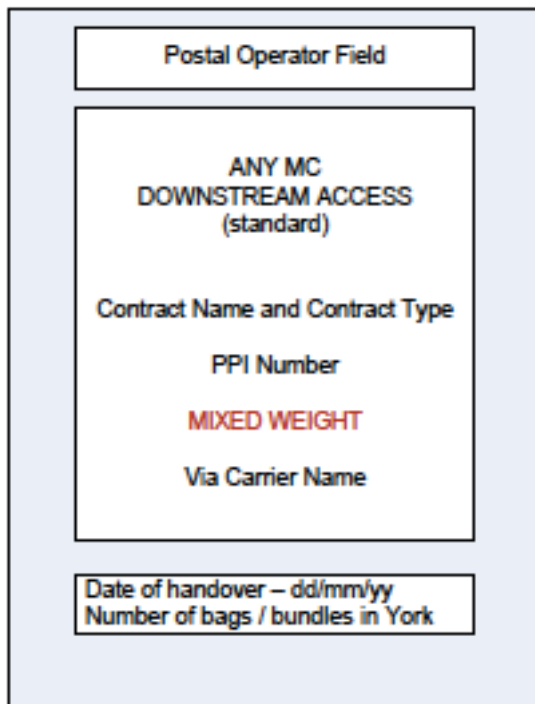 Postal Operator Field
ANY MC
DOWNSTREAM ACCESS
(standard)
Contract Name and Contract Type
PPI Number
MIXED WEIGHT
Via Carrier Name
Date of handover – dd/mm/yy
Number of bags / bundles in York